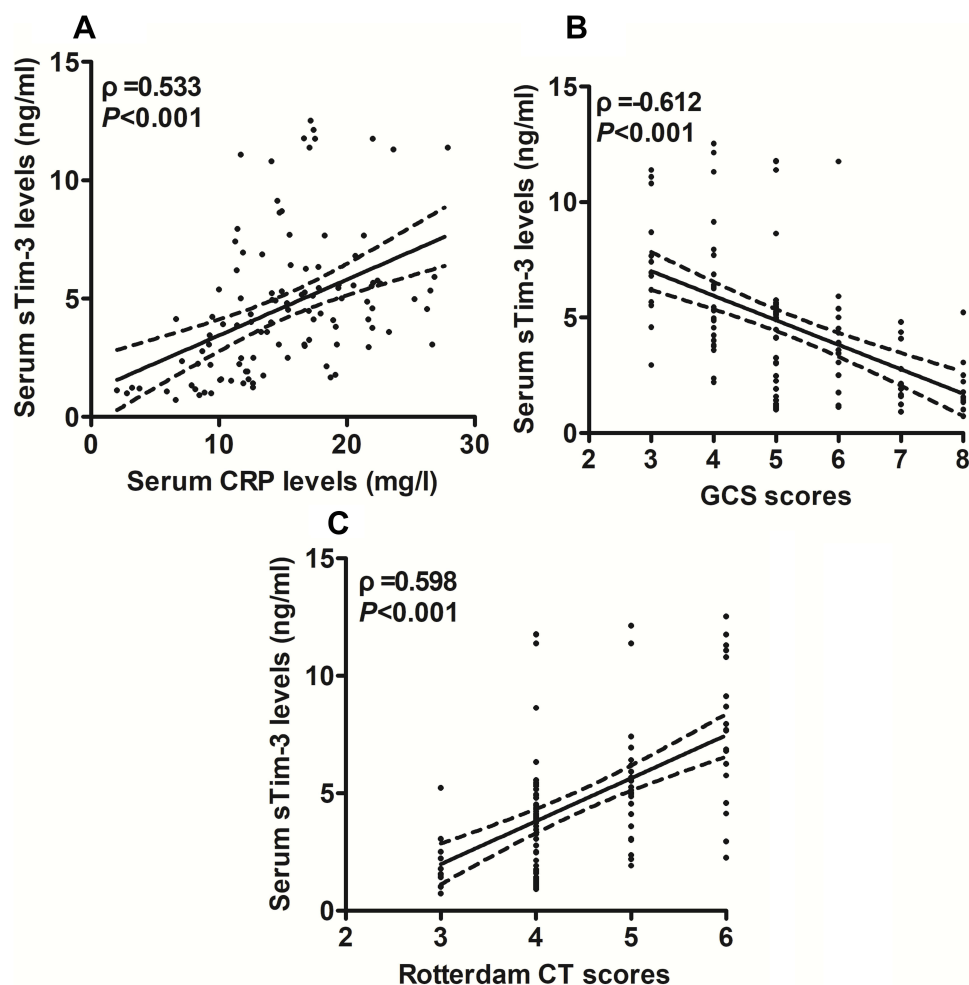 A
Serum sTim-3 levels (ng/ml)
15
10
5
0
ρ =0.533
P<0.001
0 10 20 30
Serum CRP levels (mg/l)
B
Serum sTim-3 levels (ng/ml)
15
10
5
0
ρ =-0.612
P<0.001
2 3 4 5 6 7 8
GCS scores
C
Serum sTim-3 levels (ng/ml)
15
10
5
0
ρ =0.598
P<0.001
2 3 4 5 6
Rotterdam CT scores